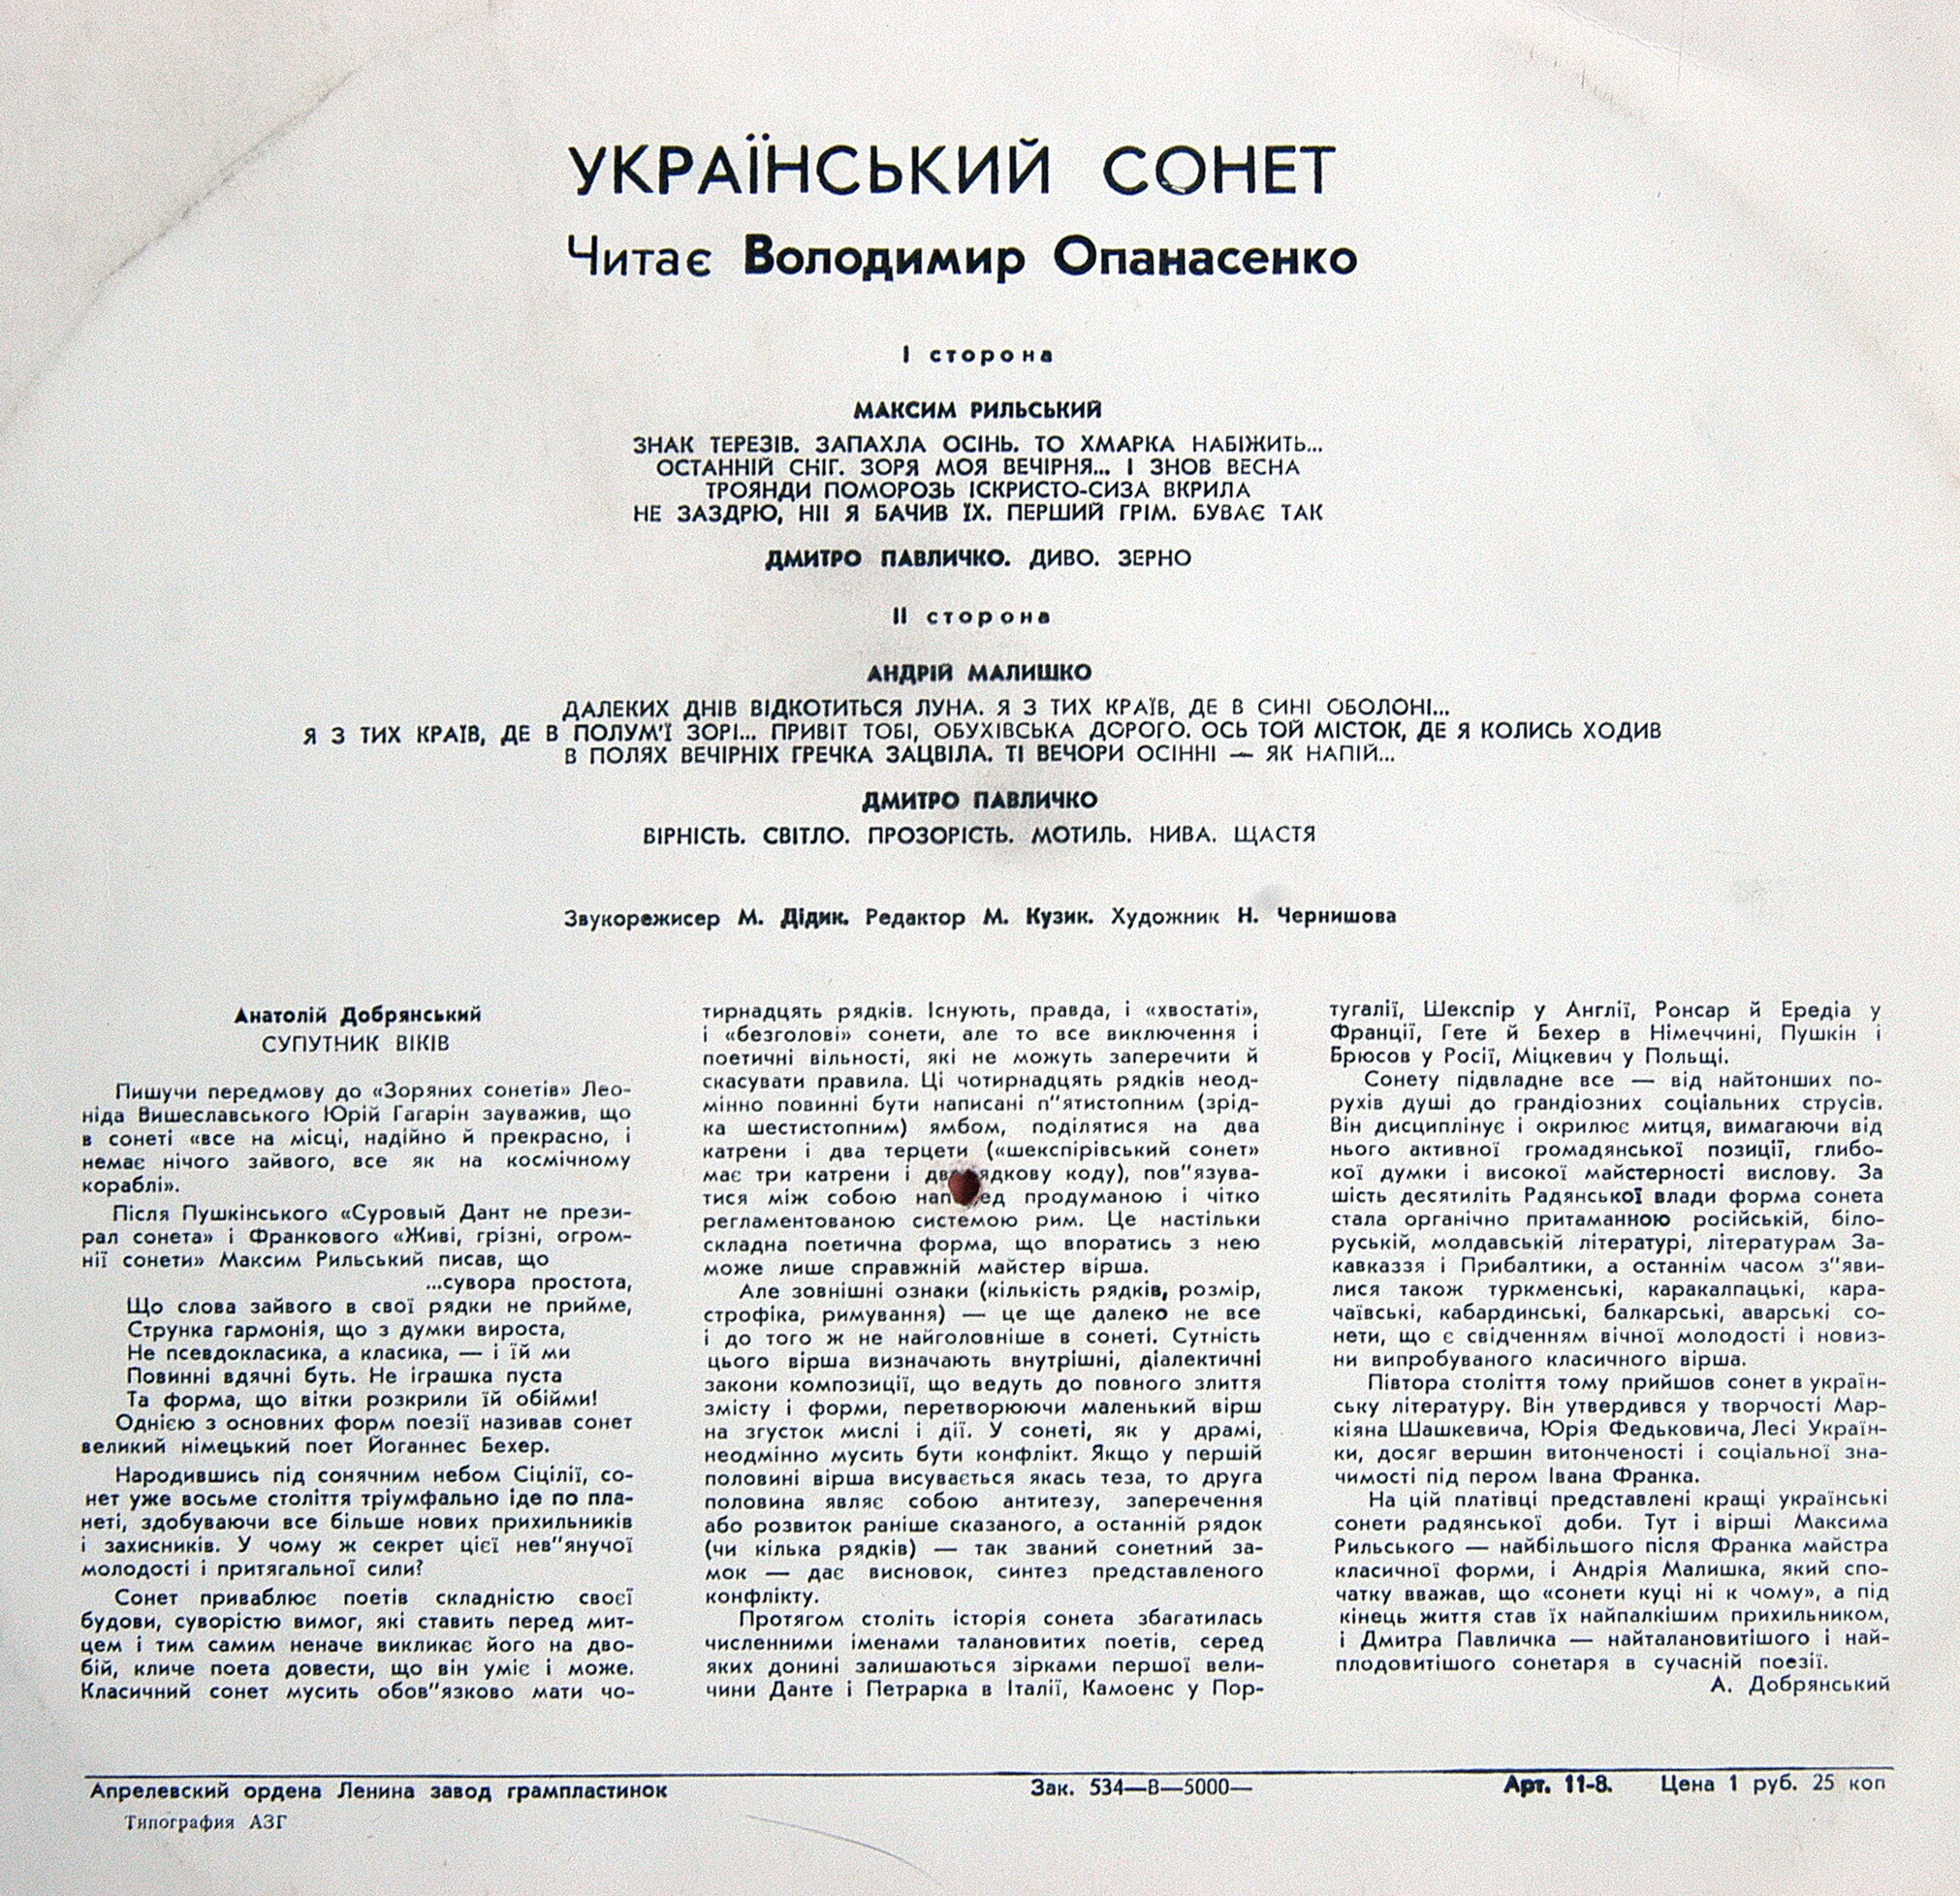 УКРАЇНСЬКИЙ СОНЕТ
Читає Володимир Опанасенко
I сторона
МАКСИМ РИЛЬСЬКИЙ
ЗНАК ТЕРЕЗІВ. ЗАПАХЛА ОСІНЬ. ТО ХМАРКА НАБІЖИТЬ...
ОСТАННІЙ СНІГ. ЗОРЯ МОЯ ВЕЧІРНЯ... І ЗНОВ ВЕСНА
ТРОЯНДИ ПОМОРОЗЬ ІСКРИСТО-СИЗА ВКРИЛА
НЕ ЗАЗДРЮ, НІІ Я БАЧИВ ЇХ. ПЕРШИЙ ГРІМ. БУВАЄ ТАК
ДМИТРО ПАВЛИЧКО. ДИВО. ЗЕРНО
II сторона
АНДРІЙ МАЛИШКО
ДАЛЕКИХ ДНІВ ВІДКОТИТЬСЯ ЛУНА. Я З ТИХ КРАЇВ, ДЕ В СИНІ ОБОЛОНІ...
Я З ТИХ КРАЇВ, ДЕ В ПОЛУМ'Ї ЗОРІ... ПРИВІТ ТОБІ, ОБУХІВСЬКА ДОРОГО. ОСЬ ТОЙ МІСТОК, ДЕ Я КОЛИСЬ ХОДИВ
В ПОЛЯХ ВЕЧІРНІХ ГРЕЧКА ЗАЦВІЛА. ТІ ВЕЧОРИ ОСІННІ — ЯК НАПІЙ...
ДМИТРО ПАВЛИЧКО
ВІРНІСТЬ. СВІТЛО. ПРОЗОРІСТЬ. МОТИЛЬ. НИВА. ЩАСТЯ
Звукорежисер М. Дідик. Редактор М. Кузик. Художник Н. Чернишова
Анатолій Добрянський
СУПУТНИК ВІКІВ
Пишучи передмову до «Зоряних сонетів» Лео-
ніда Вишеславського Юрій Гагарін зауважив, що
в сонеті «все на місці, надійно й прекрасно, і
немає нічого зайвого, все як на космічному
кораблі».
Після Пушкінського «Суровый Дант не прези-
рал сонета» і Франкового «Живі, грізні, огром-
нії сонети» Максим Рильський писав, що
...сувора простота,
Що слова зайвого в свої рядки не прийме,
Струнка гармонія, що з думки вироста,
Не псевдокласика, а класика, — і їй ми
Повинні вдячні буть. Не іграшка пуста
Та форма, що вітки розкрили їй обійми!
Однією з основних форм поезії називав сонет
великий німецький поет Йоганнес Бехер.
Народившись під сонячним небом Сіцілії, со-
нет уже восьме століття тріумфально іде по пла-
неті, здобуваючи все більше нових прихильників
і захисників. У чому ж секрет цієї нев"янучої
молодості і притягальної сили?
Сонет приваблює поетів складністю своєї
будови, суворістю вимог, які ставить перед мит-
цем і тим самим неначе викликає його на дво-
бій, кличе поета довести, що він уміє і може.
Класичний сонет мусить обов"язково мати чо-
тирнадцять рядків. Існують, правда, і «хвостаті»,
і «безголові» сонети, але то все виключення і
поетичні вільності, які не можуть заперечити й
скасувати правила. Ці чотирнадцять рядків неод-
мінно повинні бути написані п"ятистопним (зрід-
ка шестистопним) ямбом, поділятися на два
катрени і два терцети («шекспірівський сонет»
має три катрени і дворядкову коду), пов"язува-
тися між собою наперед продуманою і чітко
регламентованою системою рим. Це настільки
складна поетична форма, що впоратись з нею
може лише справжній майстер вірша.
Але зовнішні ознаки (кількість рядків, розмір,
строфіка, римування) — це ще далеко не все
і до того ж не найголовніше в сонеті. Сутність
цього вірша визначають внутрішні, діалектичні
закони композиції, що ведуть до повного злиття
змісту і форми, перетворюючи маленький вірш
на згусток мислі і дії. У сонеті, як у драмі,
неодмінно мусить бути конфлікт. Якщо у першій
половині вірша висувається якась теза, то друга
половина являє собою антитезу, заперечення
або розвиток раніше сказаного, а останній рядок
(чи кілька рядків) — так званий сонетний за-
мок — дає висновок, синтез представленого
конфлікту.
Протягом століть історія сонета збагатилась
численними іменами талановитих поетів, серед
яких донині залишаються зірками першої вели-
чини Данте і Петрарка в Італії, Камоенс у Пор-
тугалії, Шекспір у Англії, Ронсар й Ередіа у
Франції, Гете й Бехер в Німеччині, Пушкін і
Брюсов у Росії, Міцкевич у Польщі.
Сонету підвладне все — від найтонших по-
рухів душі до грандіозних соціальних струсів.
Він дисциплінує і окрилює митця, вимагаючи від
нього активної громадянської позиції, глибо-
кої думки і високої майстерності вислову. За
шість десятиліть Радянської влади форма сонета
стала органічно притаманною російській, біло-
руській, молдавській літературі, літературам За-
кавказзя і Прибалтики, а останнім часом з"яви-
лися також туркменські, каракалпацькі, кара-
чаївські, кабардинські, балкарські, аварські со-
нети, що є свідченням вічної молодості і новиз-
ни випробуваного класичного вірша.
Півтора століття тому прийшов сонет в україн-
ську літературу. Він утвердився у творчості Мар-
кіяна Шашкевича, Юрія Федьковича, Лесі Україн-
ки, досяг вершин витонченості і соціальної зна-
чимості під пером Івана Франка.
На цій платівці представлені кращі українські
сонети радянської доби. Тут і вірші Максима
Рильського — найбільшого після Франка майстра
класичної форми, і Андрія Малишка, який спо-
чатку вважав, що «сонети куці ні к чому», а під
кінець життя став їх найпалкішим прихильником,
і Дмитра Павличка — найталановитішого і най-
плодовитішого сонетаря в сучасній поезії.
А. Добрянський
Апрелевский ордена Ленина завод грампластинок
Зак. 534—В—5000—
Арт. 11-8. Цена 1 руб. 25 коп
Типография АЗГ